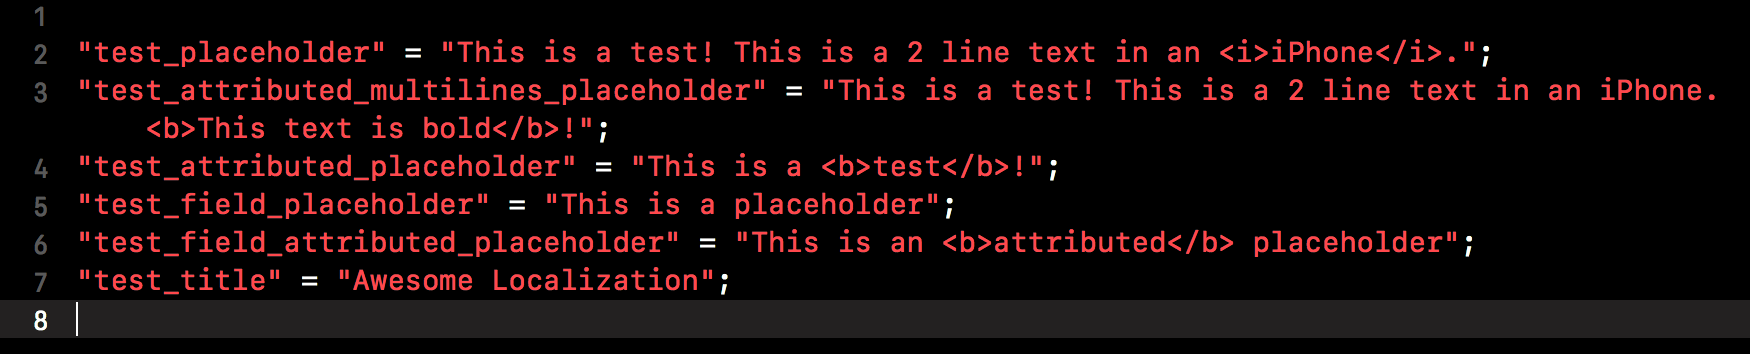 1
2 "test_placeholder" = "This is a test! This is a 2 line text in an <i>iPhone</i>.";
3 "test_attributed_multilines_placeholder" = "This is a test! This is a 2 line text in an iPhone.
<b>This text is bold</b>!";
4 "test_attributed_placeholder" = "This is a <b>test</b>!";
5 "test_field_placeholder" = "This is a placeholder";
6 "test_field_attributed_placeholder" = "This is an <b>attributed</b> placeholder";
7 "test_title" = "Awesome Localization";
8